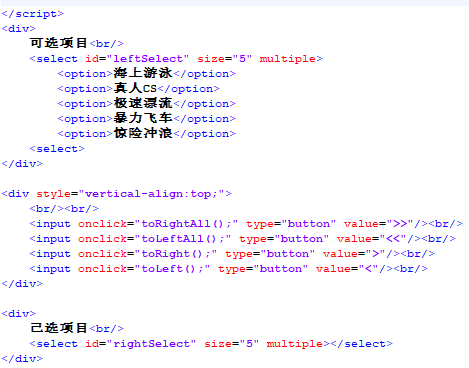 </script>
<div>
可选项目<br/>
<select id="leftSelect" size="5" multiple>
<option>海上游泳</option>
<option>真人CS</option>
<option>极速漂流</option>
<option>暴力飞车</option>
<option>惊险冲浪</option>
<select>
</div>
<div style="vertical-align:top;">
<br/><br/>
<input onclick="toRightAll();" type="button" value=">>"/><br/>
<input onclick="toLeftAll();" type="button" value="<<"/><br/>
<input onclick="toRight();" type="button" value=">"/><br/>
<input onclick="toLeft();" type="button" value="<"/><br/>
</div>
<div>
已选项目<br/>
<select id="rightSelect" size="5" multiple></select>
</div>